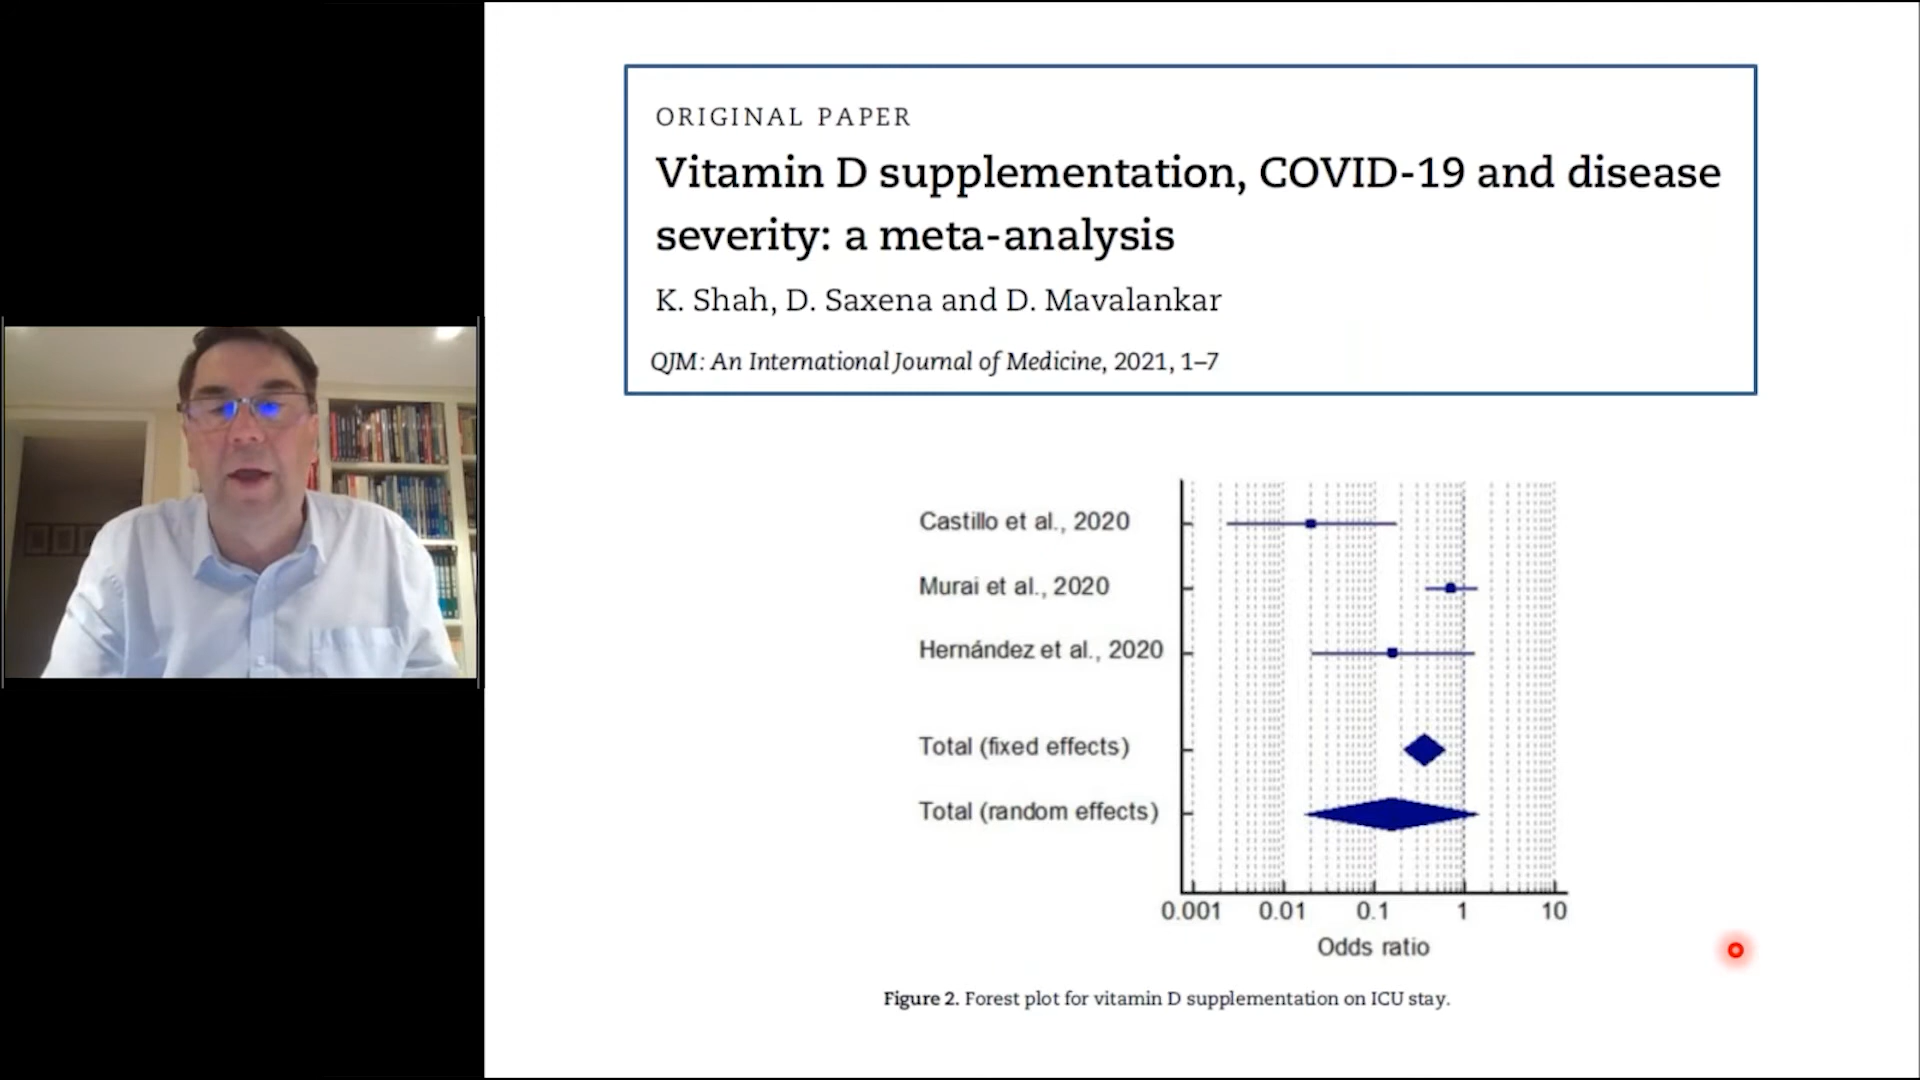 ORIGINAL PAPER
Vitamin D supplementation, COVID-19 and disease
severity: a meta-analysis
K. Shah, D. Saxena and D. Mavalankar
QJM: An International Journal of Medicine, 2021, 1–7
Castillo et al., 2020
Murai et al., 2020
Hernández et al., 2020
Total (fixed effects)
Total (random effects)
0.001 0.01 0.1 1 10
Odds ratio
Figure 2. Forest plot for vitamin D supplementation on ICU stay.